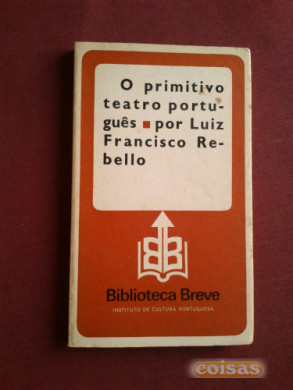 O primitivo
teatro portu-
guês ■ por Luiz
Francisco Re-
bello
Biblioteca Breve
INSTITUTO DE CULTURA PORTUGUESA
coisas